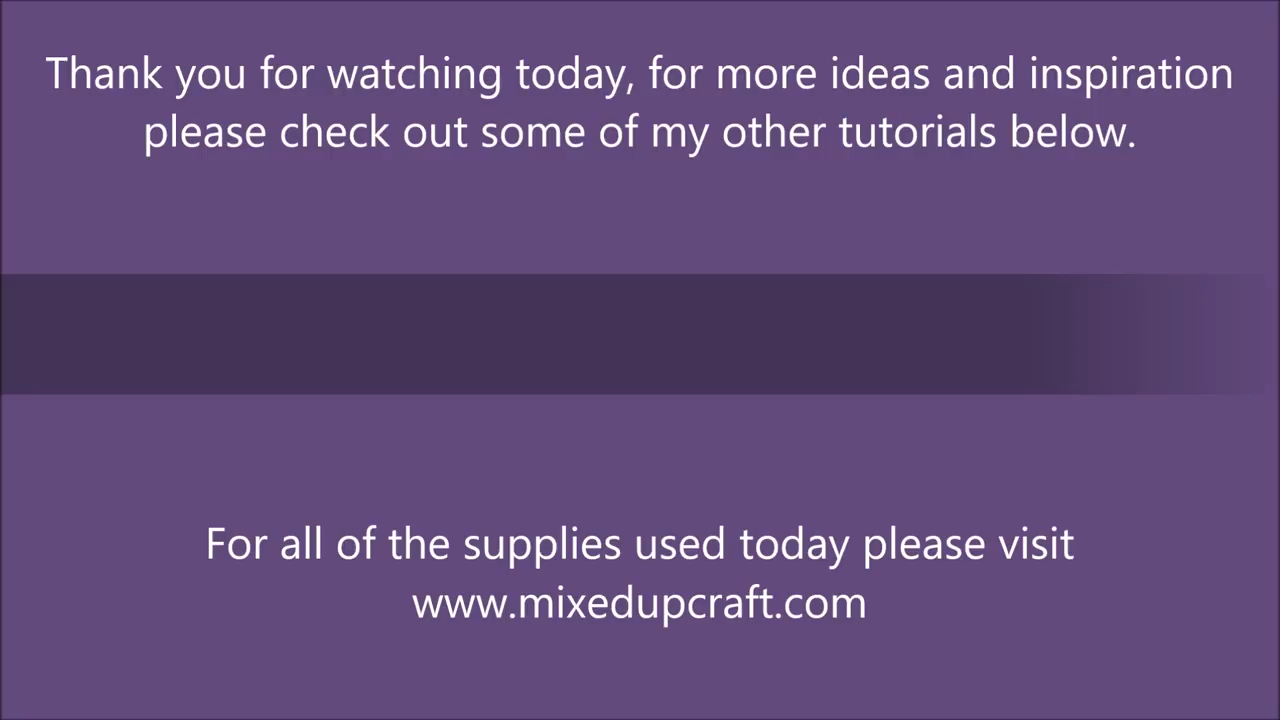 Thank you for watching today, for more ideas and inspiration
please check out some of my other tutorials below.
For all of the supplies used today please visit
www.mixedupcraft.com